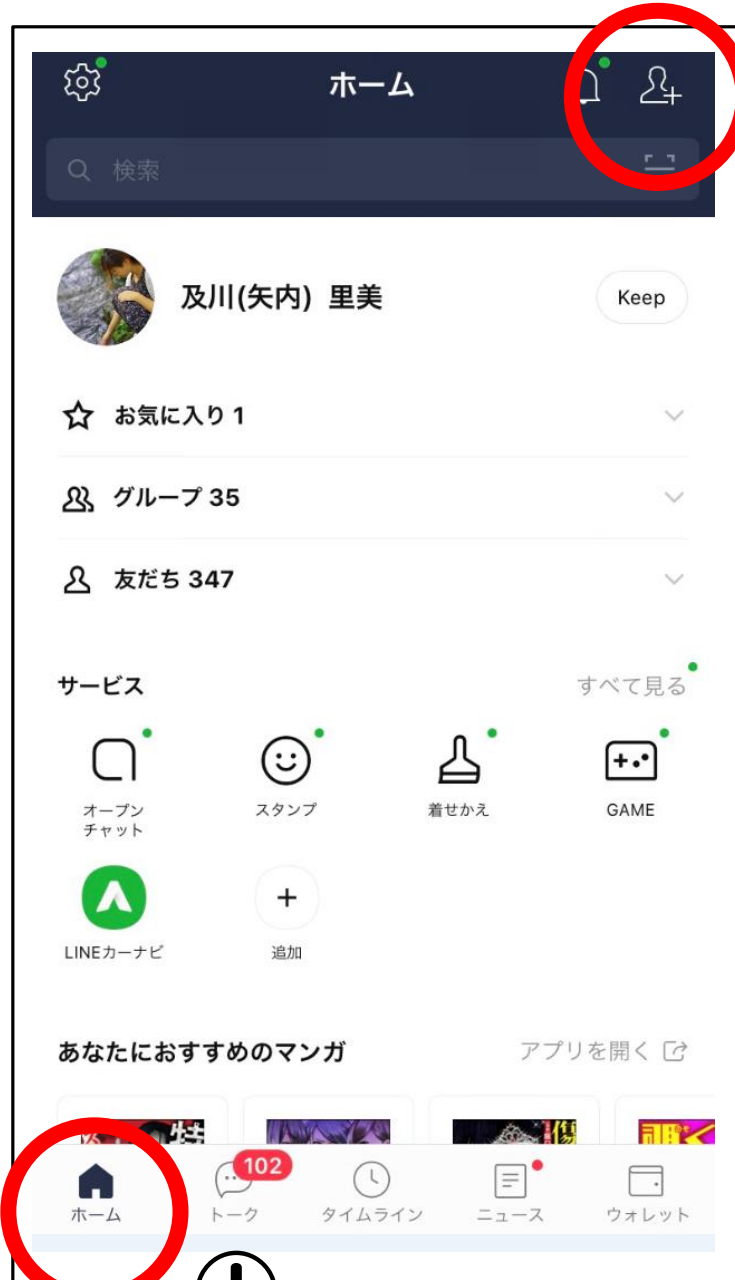 ホーム
検索
及川(矢内) 里美
Keep
お気に入り 1
グループ 35
友だち 347
サービス
すべて見る
オープン
チャット
スタンプ
着せかえ
GAME
LINEカーナビ
追加
あなたにおすすめのマンガ
アプリを開く
102
ホーム
トーク
タイムライン
ニュース
ウォレット